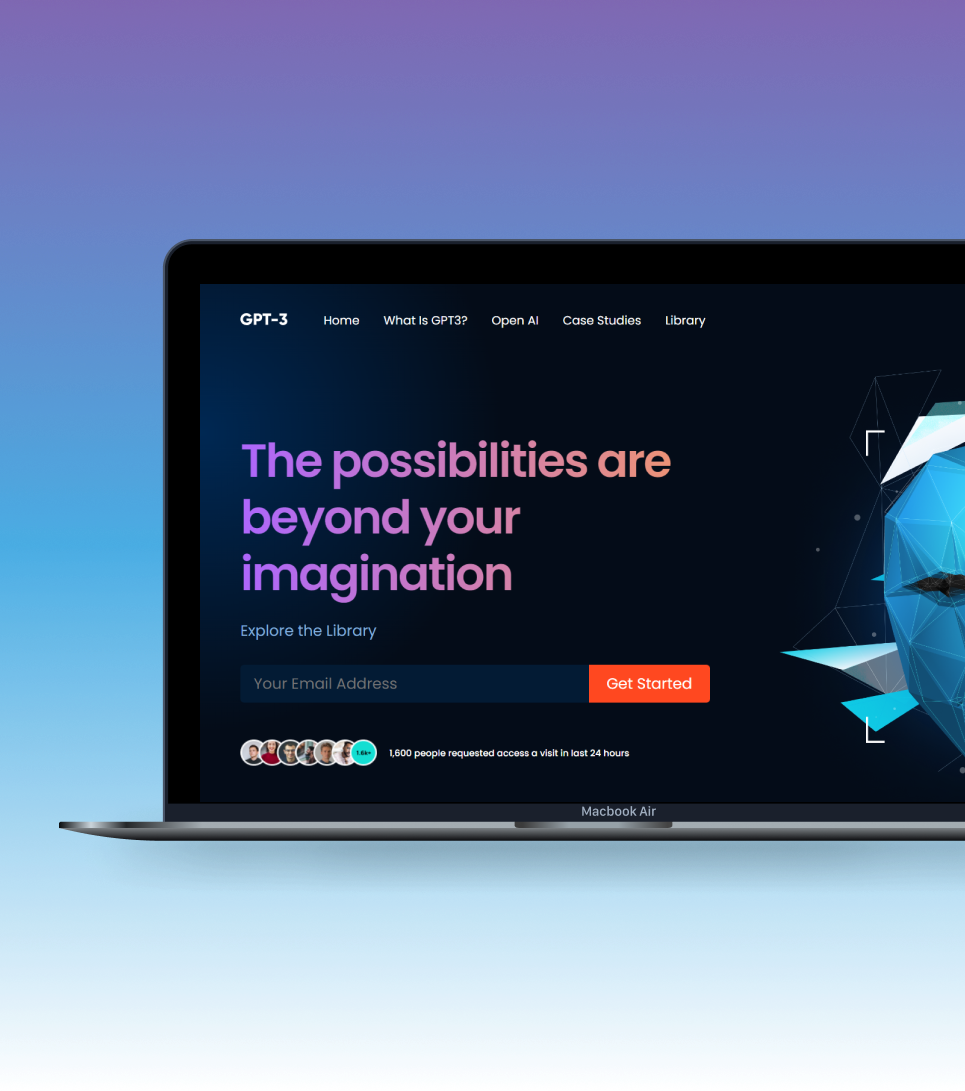 GPT-3 Home What Is GPT3? Open AI Case Studies Library
The possibilities are
beyond your
imagination
Explore the Library
Your Email Address Get Started
1.6k+ 1,600 people requested access a visit in last 24 hours
Macbook Air